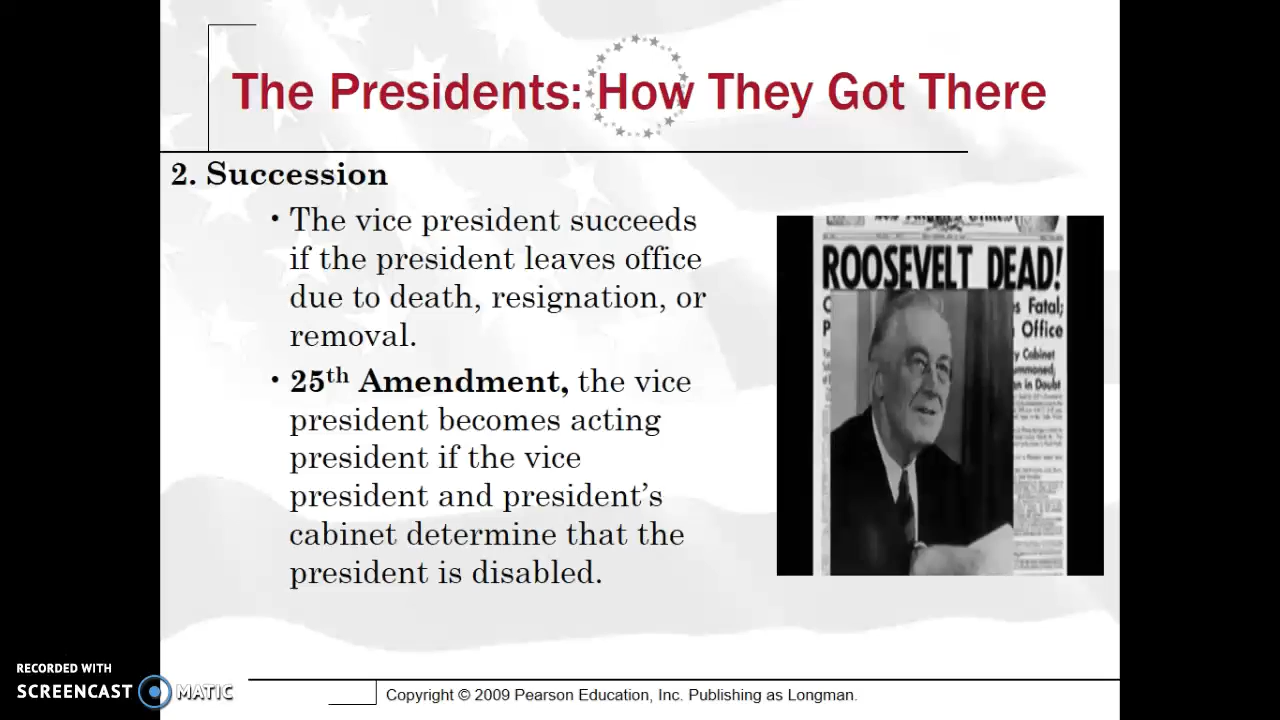 The Presidents: How They Got There
2. Succession
• The vice president succeeds
if the president leaves office
due to death, resignation, or
removal.
• 25th Amendment, the vice
president becomes acting
president if the vice
president and president’s
cabinet determine that the
president is disabled.
ROOSEVELT DEAD!
Fatal;
Office
Cabinet
in Doubt
RECORDED WITH
SCREENCAST MATIC
Copyright © 2009 Pearson Education, Inc. Publishing as Longman.